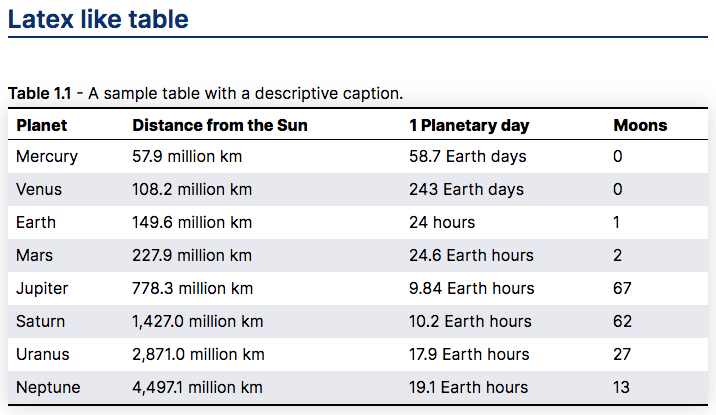 Latex like table
Table 1.1 - A sample table with a descriptive caption.
Planet Distance from the Sun 1 Planetary day Moons
Mercury 57.9 million km 58.7 Earth days 0
Venus 108.2 million km 243 Earth days 0
Earth 149.6 million km 24 hours 1
Mars 227.9 million km 24.6 Earth hours 2
Jupiter 778.3 million km 9.84 Earth hours 67
Saturn 1,427.0 million km 10.2 Earth hours 62
Uranus 2,871.0 million km 17.9 Earth hours 27
Neptune 4,497.1 million km 19.1 Earth hours 13